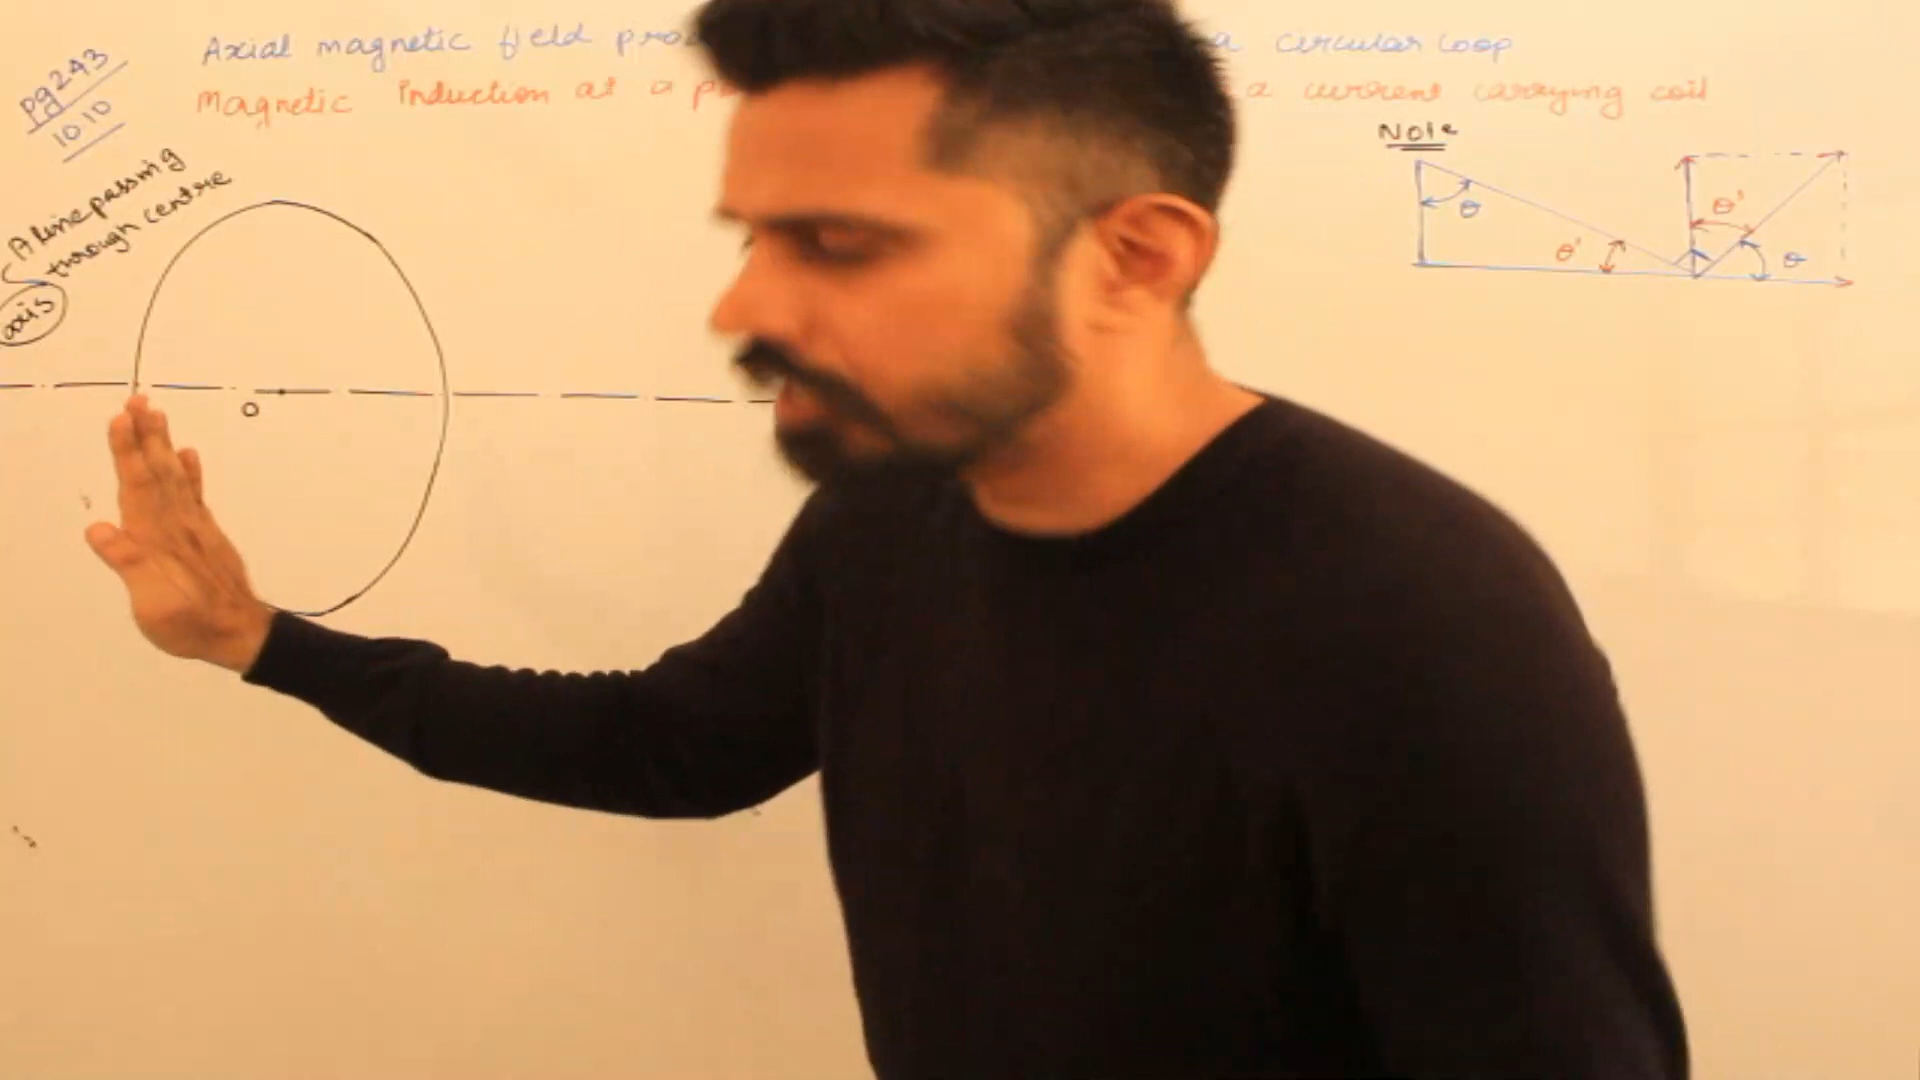 Pg 243
10.10
Axial magnetic field pro a circular loop
Magnetic Induction at a p a current carrying coil
A line passing
through centre
axis
O
Note
θ
θ'
θ'
θ